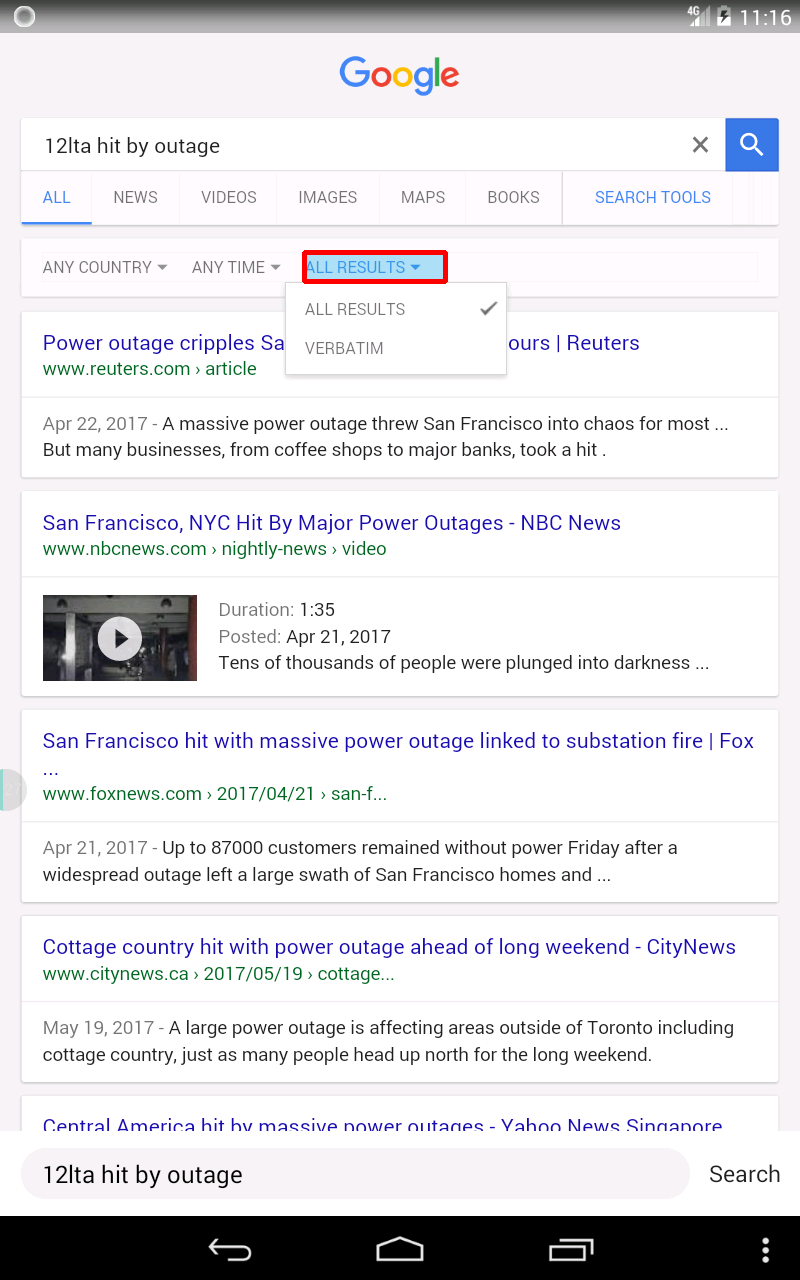 4G 11:16
Google
12lta hit by outage
ALL NEWS VIDEOS IMAGES MAPS BOOKS SEARCH TOOLS
ANY COUNTRY ANY TIME ALL RESULTS
ALL RESULTS
VERBATIM
Power outage cripples Sa ours | Reuters
www.reuters.com › article
Apr 22, 2017 - A massive power outage threw San Francisco into chaos for most ...
But many businesses, from coffee shops to major banks, took a hit .
San Francisco, NYC Hit By Major Power Outages - NBC News
www.nbcnews.com › nightly-news › video
Duration: 1:35
Posted: Apr 21, 2017
Tens of thousands of people were plunged into darkness ...
San Francisco hit with massive power outage linked to substation fire | Fox
...
www.foxnews.com › 2017/04/21 › san-f...
Apr 21, 2017 - Up to 87000 customers remained without power Friday after a
widespread outage left a large swath of San Francisco homes and ...
Cottage country hit with power outage ahead of long weekend - CityNews
www.citynews.ca › 2017/05/19 › cottage...
May 19, 2017 - A large power outage is affecting areas outside of Toronto including
cottage country, just as many people head up north for the long weekend.
Central America hit by massive power outages - Yahoo News Singapore
12lta hit by outage Search